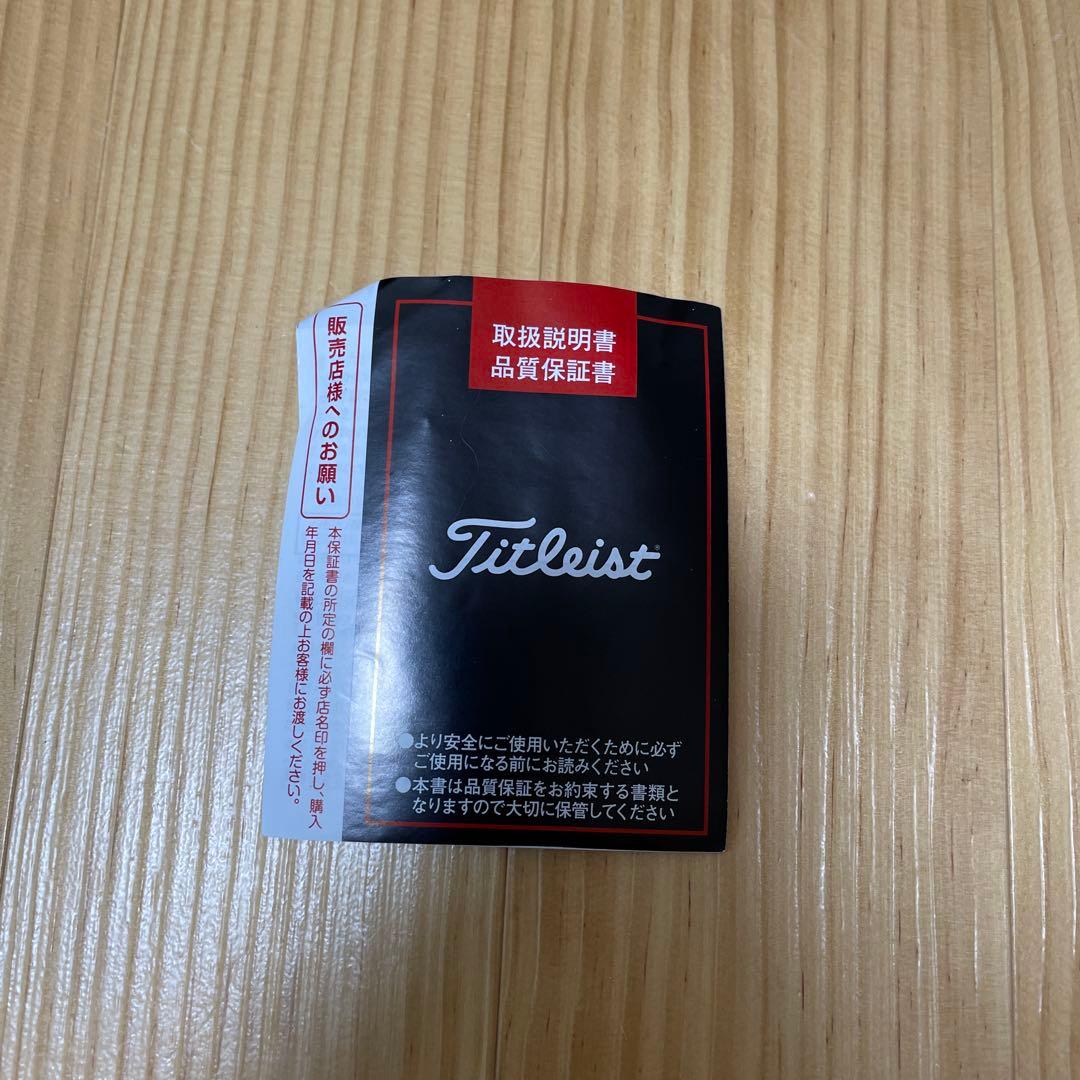 取扱説明書
品質保証書
Titleist®
●より安全にご使用いただくために必ず
ご使用になる前にお読みください
●本書は品質保証をお約束する書類と
なりますので大切に保管してください
販売店様へのお願い
本保証書の所定の欄に必ず店名印を押し、購入
年月日を記載の上お客様にお渡しください。